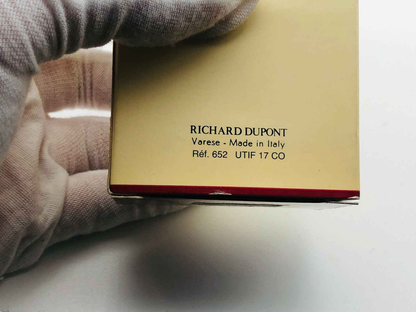 RICHARD DUPONT
Varese - Made in Italy
Réf. 652 UTIF 17 CO